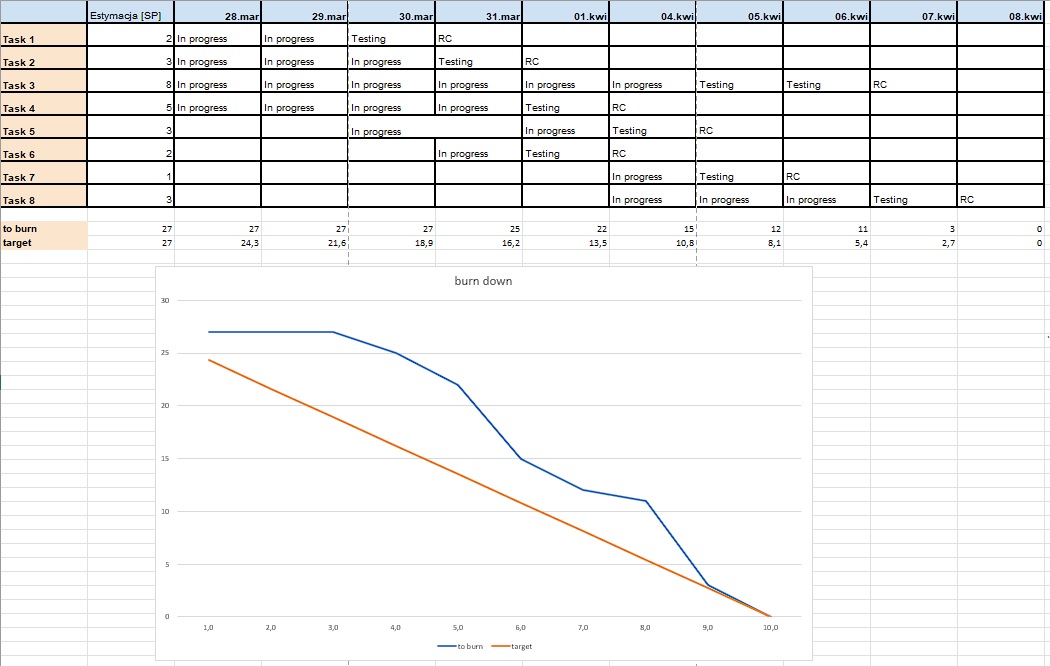 Estymacja [SP] 28.mar 29.mar 30.mar 31.mar 01.kwi 04.kwi 05.kwi 06.kwi 07.kwi 08.kwi
Task 1 2 In progress In progress Testing RC
Task 2 3 In progress In progress In progress Testing RC
Task 3 8 In progress In progress In progress In progress In progress In progress Testing Testing RC
Task 4 5 In progress In progress In progress In progress Testing RC
Task 5 3 In progress In progress Testing RC
Task 6 2 In progress Testing RC
Task 7 1 In progress Testing RC
Task 8 3 In progress In progress In progress Testing RC
to burn 27 27 27 27 25 22 15 12 11 3 0
target 27 24,3 21,6 18,9 16,2 13,5 10,8 8,1 5,4 2,7 0
burn down
30
25
20
15
10
5
0
1,0 2,0 3,0 4,0 5,0 6,0 7,0 8,0 9,0 10,0
to burn target